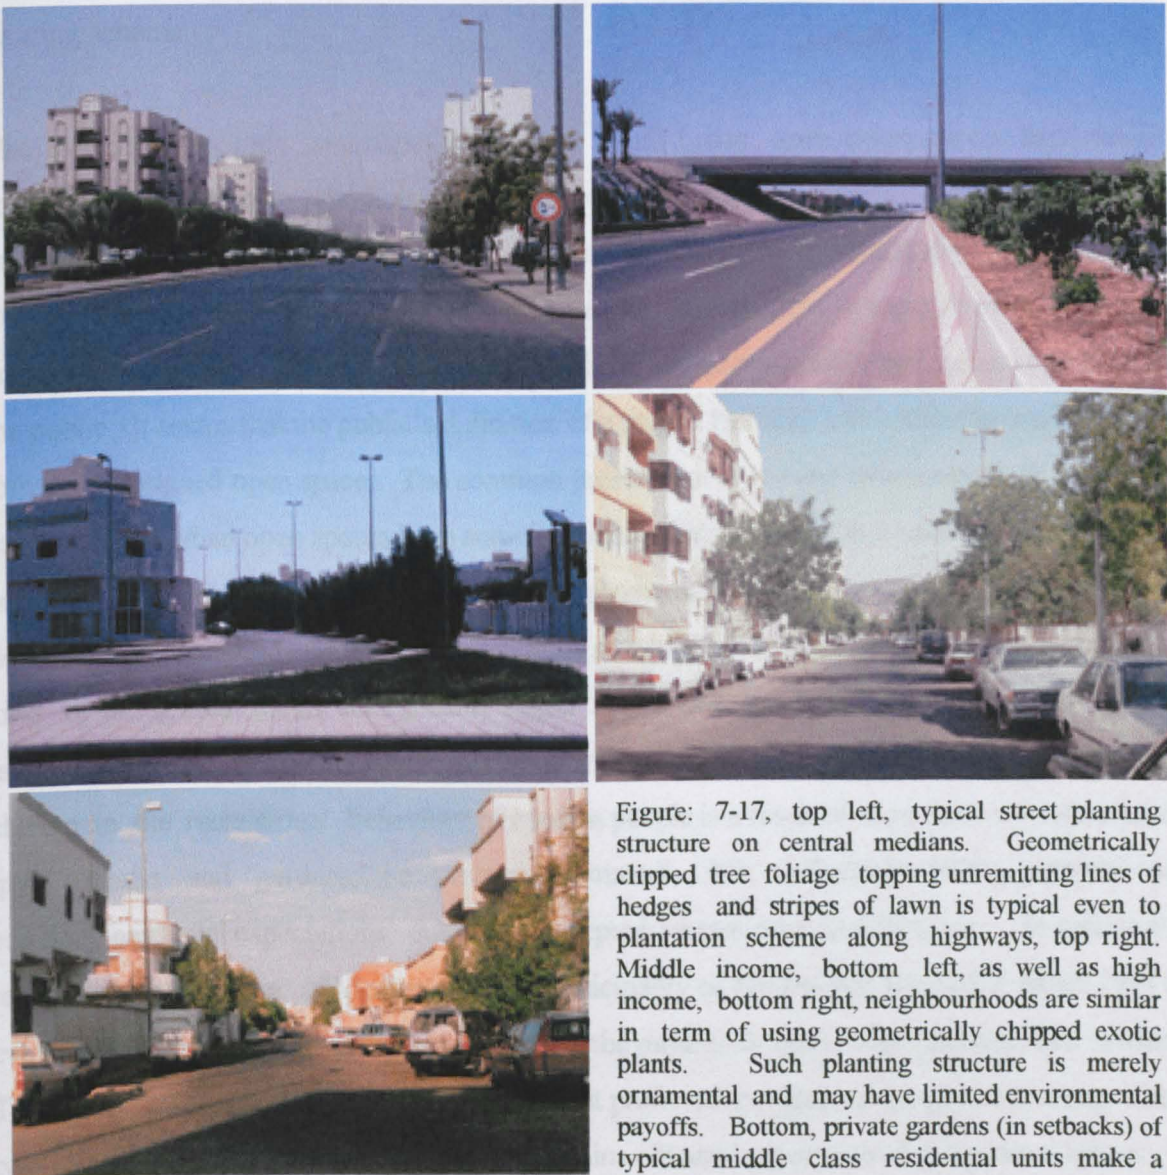 Figure: 7-17, top left, typical street planting
structure on central medians. Geometrically
clipped tree foliage topping unremitting lines of
hedges and stripes of lawn is typical even to
plantation scheme along highways, top right.
Middle income, bottom left, as well as high
income, bottom right, neighbourhoods are similar
in term of using geometrically chipped exotic
plants. Such planting structure is merely
ornamental and may have limited environmental
payoffs. Bottom, private gardens (in setbacks) of
typical middle class residential units make a